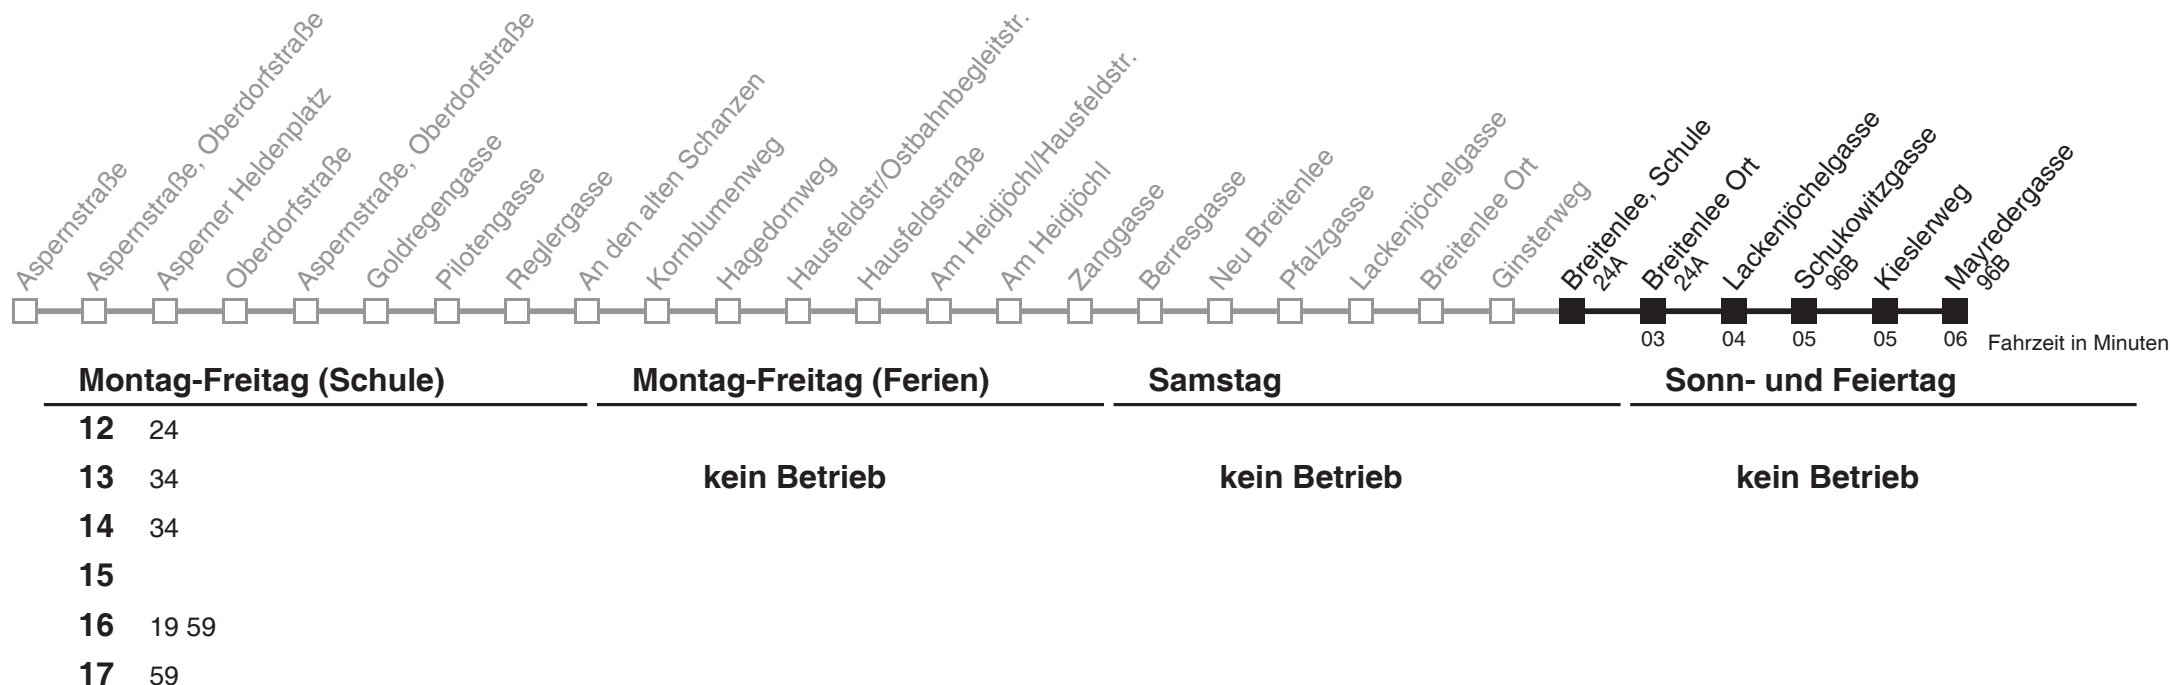 Aspernstraße
Aspernstraße, Oberdorfstraße
Asperner Heldenplatz
Oberdorfstraße
Aspernstraße, Oberdorfstraße
Goldregengasse
Pilotengasse
Reglergasse
An den alten Schanzen
Kornblumenweg
Hagedornweg
Hausfeldstr/Ostbahnbegleitstr.
Hausfeldstraße
Am Heidjöchl/Hausfeldstr.
Am Heidjöchl
Zanggasse
Berresgasse
Neu Breitenlee
Pfalzgasse
Lackenjöchelgasse
Breitenlee Ort
Ginsterweg
Breitenlee, Schule
24A
Breitenlee Ort
24A
Lackenjöchelgasse
Schukowitzgasse
96B
Kieslerweg
Mayredergasse
96B
03 04 05 05 06 Fahrzeit in Minuten
Montag-Freitag (Schule) Montag-Freitag (Ferien) Samstag Sonn- und Feiertag
12 24
13 34 kein Betrieb kein Betrieb kein Betrieb
14 34
15
16 19 59
17 59